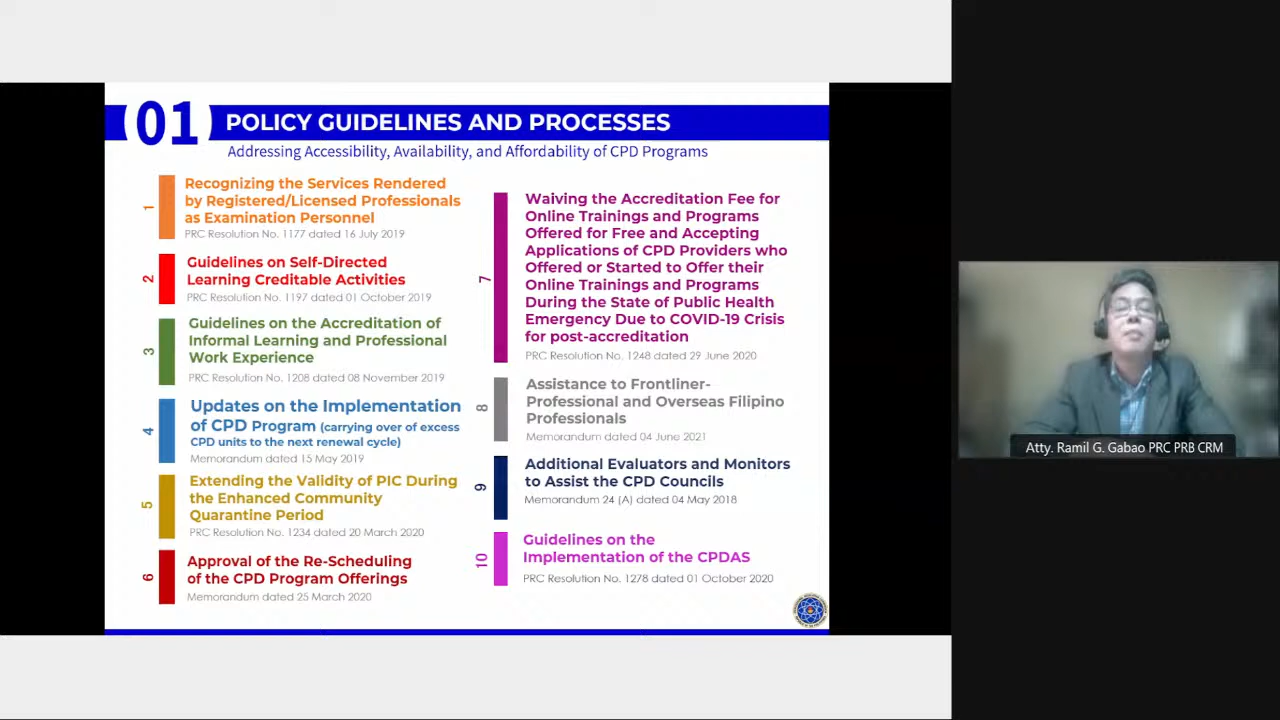 01
POLICY GUIDELINES AND PROCESSES
Addressing Accessibility, Availability, and Affordability of CPD Programs
1
Recognizing the Services Rendered
by Registered/Licensed Professionals
as Examination Personnel
PRC Resolution No. 1177 dated 16 July 2019
2
Guidelines on Self-Directed
Learning Creditable Activities
PRC Resolution No. 1197 dated 01 October 2019
3
Guidelines on the Accreditation of
Informal Learning and Professional
Work Experience
PRC Resolution No. 1208 dated 08 November 2019
4
Updates on the Implementation
of CPD Program (carrying over of excess
CPD units to the next renewal cycle)
Memorandum dated 15 May 2019
5
Extending the Validity of PIC During
the Enhanced Community
Quarantine Period
PRC Resolution No. 1234 dated 20 March 2020
6
Approval of the Re-Scheduling
of the CPD Program Offerings
Memorandum dated 25 March 2020
7
Waiving the Accreditation Fee for
Online Trainings and Programs
Offered for Free and Accepting
Applications of CPD Providers who
Offered or Started to Offer their
Online Trainings and Programs
During the State of Public Health
Emergency Due to COVID-19 Crisis
for post-accreditation
PRC Resolution No. 1248 dated 29 June 2020
8
Assistance to Frontliner-
Professional and Overseas Filipino
Professionals
Memorandum dated 04 June 2021
9
Additional Evaluators and Monitors
to Assist the CPD Councils
Memorandum 24 (A) dated 04 May 2018
10
Guidelines on the
Implementation of the CPDAS
PRC Resolution No. 1278 dated 01 October 2020
Atty. Ramil G. Gabao PRC PRB CRM